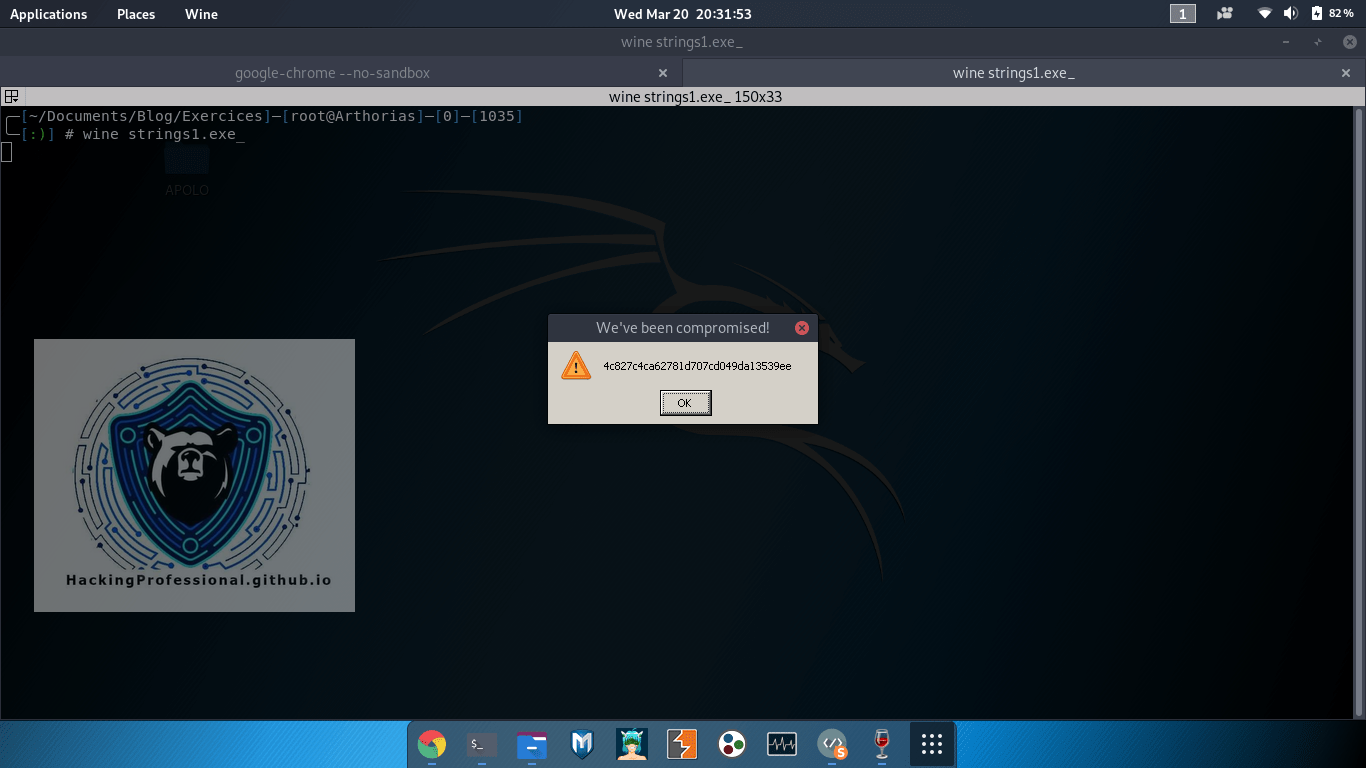 Applications Places Wine Wed Mar 20 20:31:53 1 82 %
wine strings1.exe_
google-chrome --no-sandbox wine strings1.exe_
wine strings1.exe_ 150x33
[~/Documents/Blog/Exercices]—[root@Arthorias]—[0]—[1035]
[:)] # wine strings1.exe_
APOLO
We've been compromised!
4c827c4ca62781d707cd049da13539ee
OK
HackingProfessional.github.io
$_
S